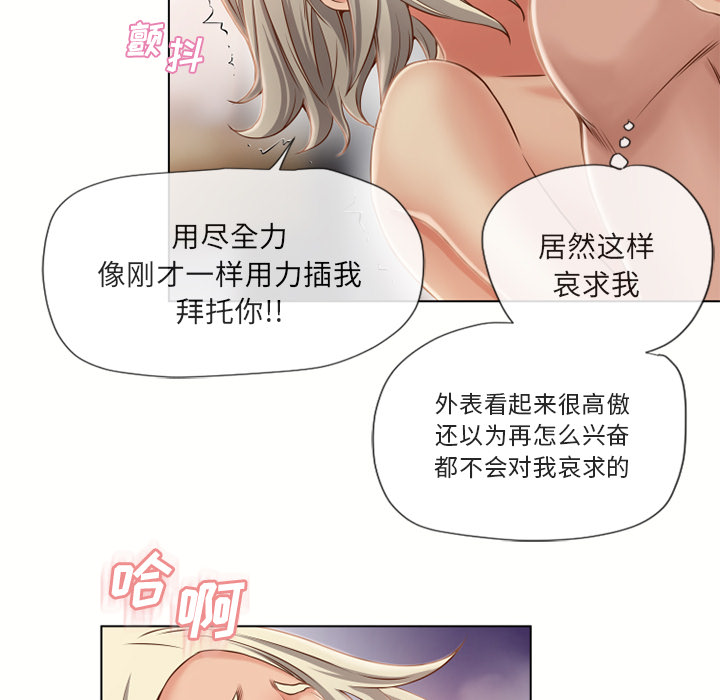 颤抖
用尽全力
像刚才一样用力插我
拜托你!!
居然这样
哀求我
外表看起来很高傲
还以为再怎么兴奋
都不会对我哀求的
哈啊